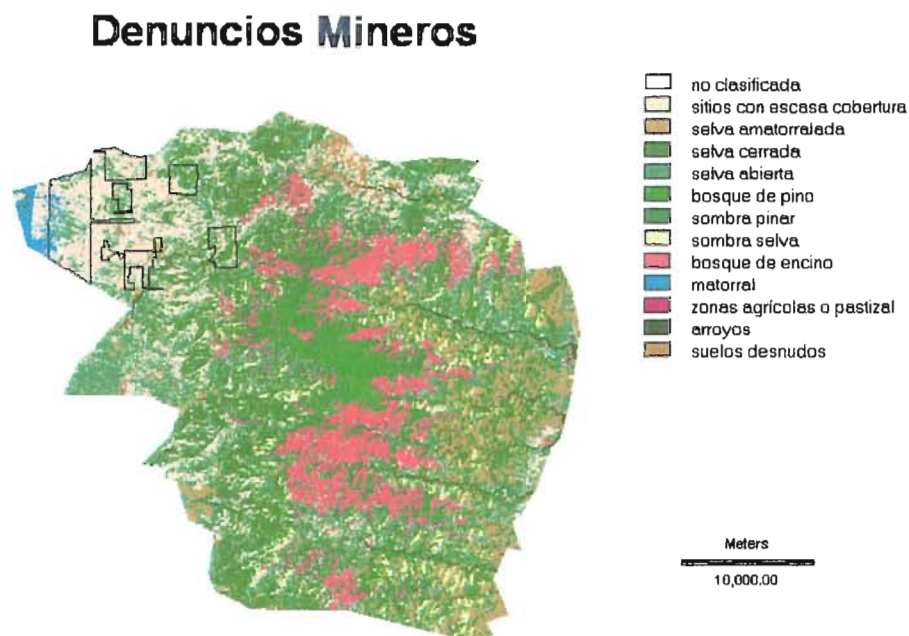 Denuncios Mineros
no clasificada
sitios con escasa cobertura
selva amatorralada
selva cerrada
selva abierta
bosque de pino
sombra pinar
sombra selva
bosque de encino
matorral
zonas agrícolas o pastizal
arroyos
suelos desnudos
Meters
10,000.00